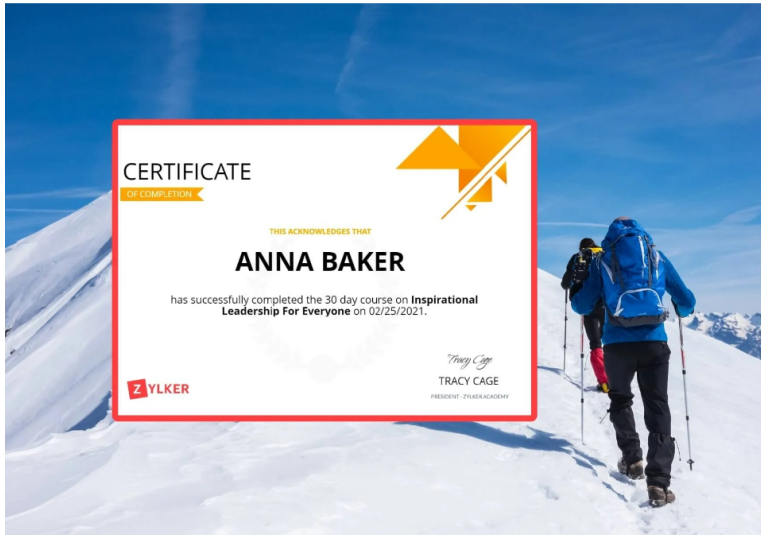 CERTIFICATE
OF COMPLETION
THIS ACKNOWLEDGES THAT
ANNA BAKER
has successfully completed the 30 day course on Inspirational
Leadership For Everyone on 02/25/2021.
Tracy Cage
TRACY CAGE
PRESIDENT - ZYLKER ACADEMY
ZYLKER